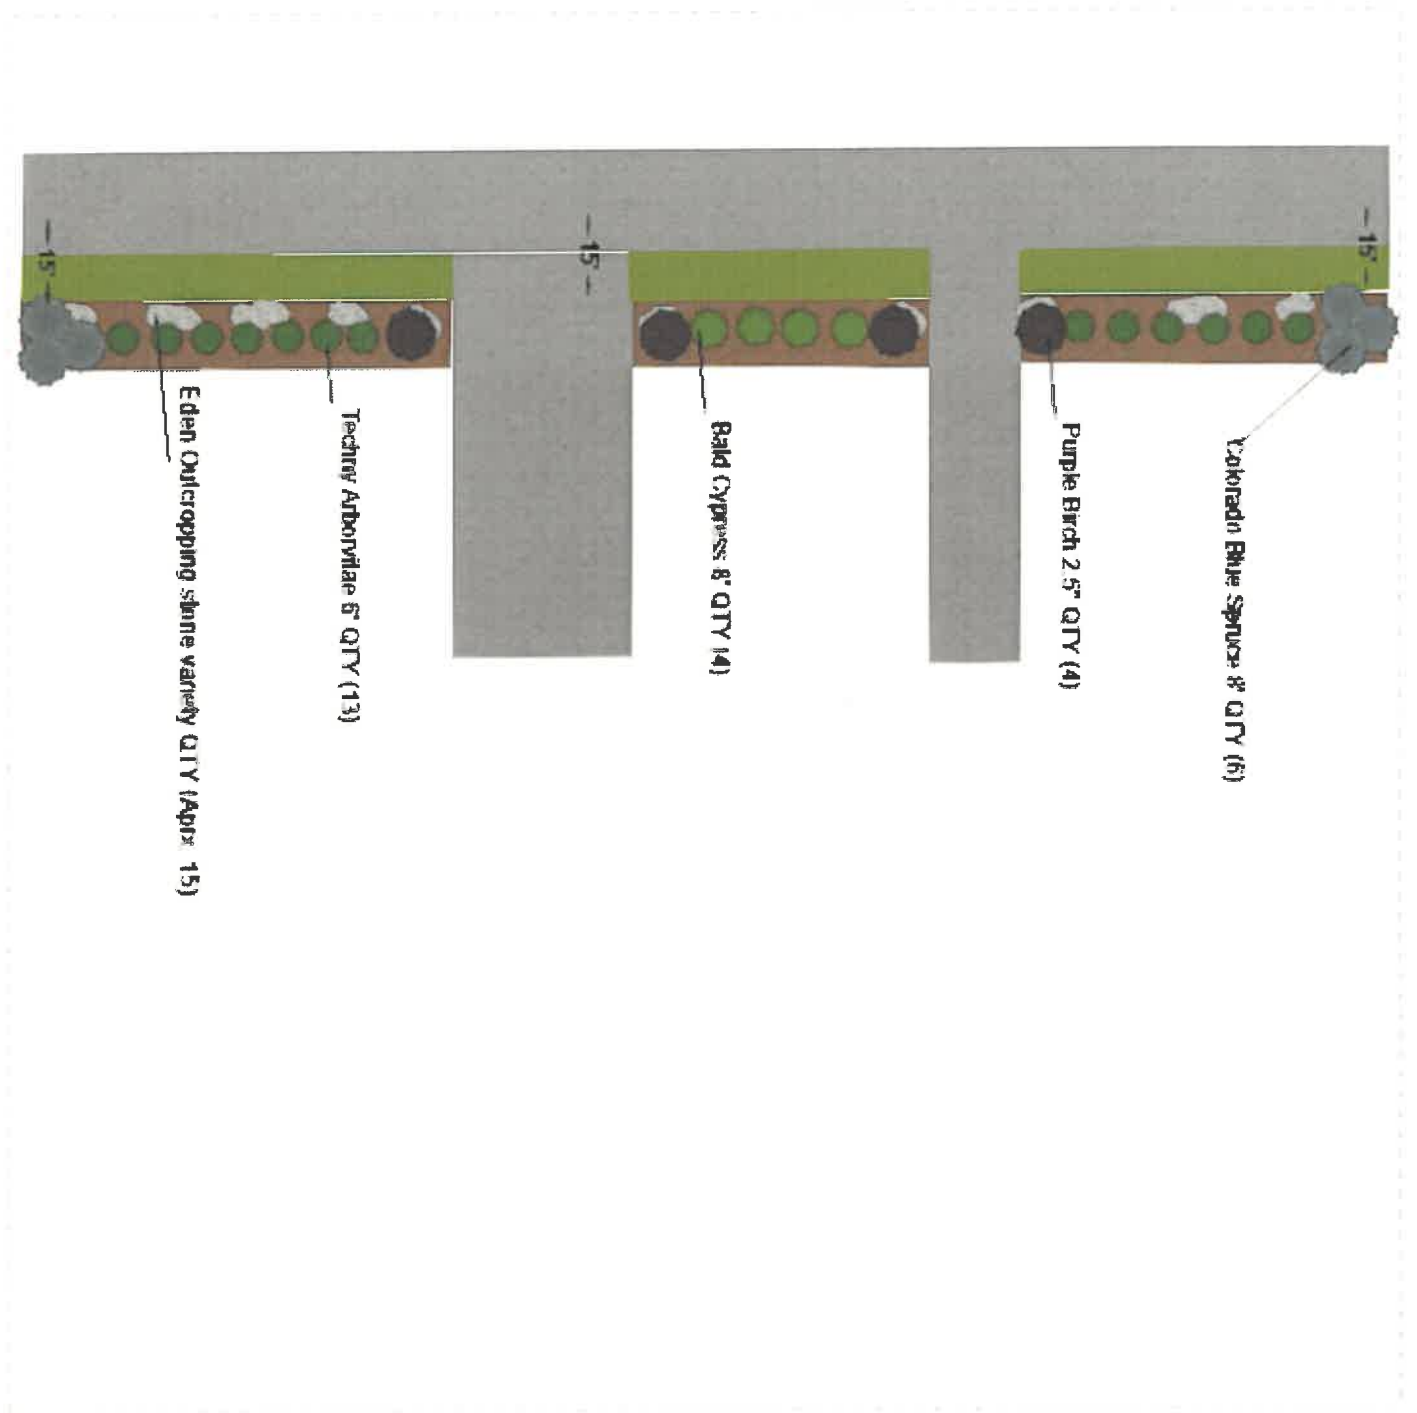 15'
15'
15'
Colorado Blue Spruce 8' QTY (6)
Purple Birch 2.5" QTY (4)
Bald Cypress 8' QTY (4)
Techny Arborvitae 6' QTY (13)
Eden Outcropping stone variety QTY (Aprx. 15)